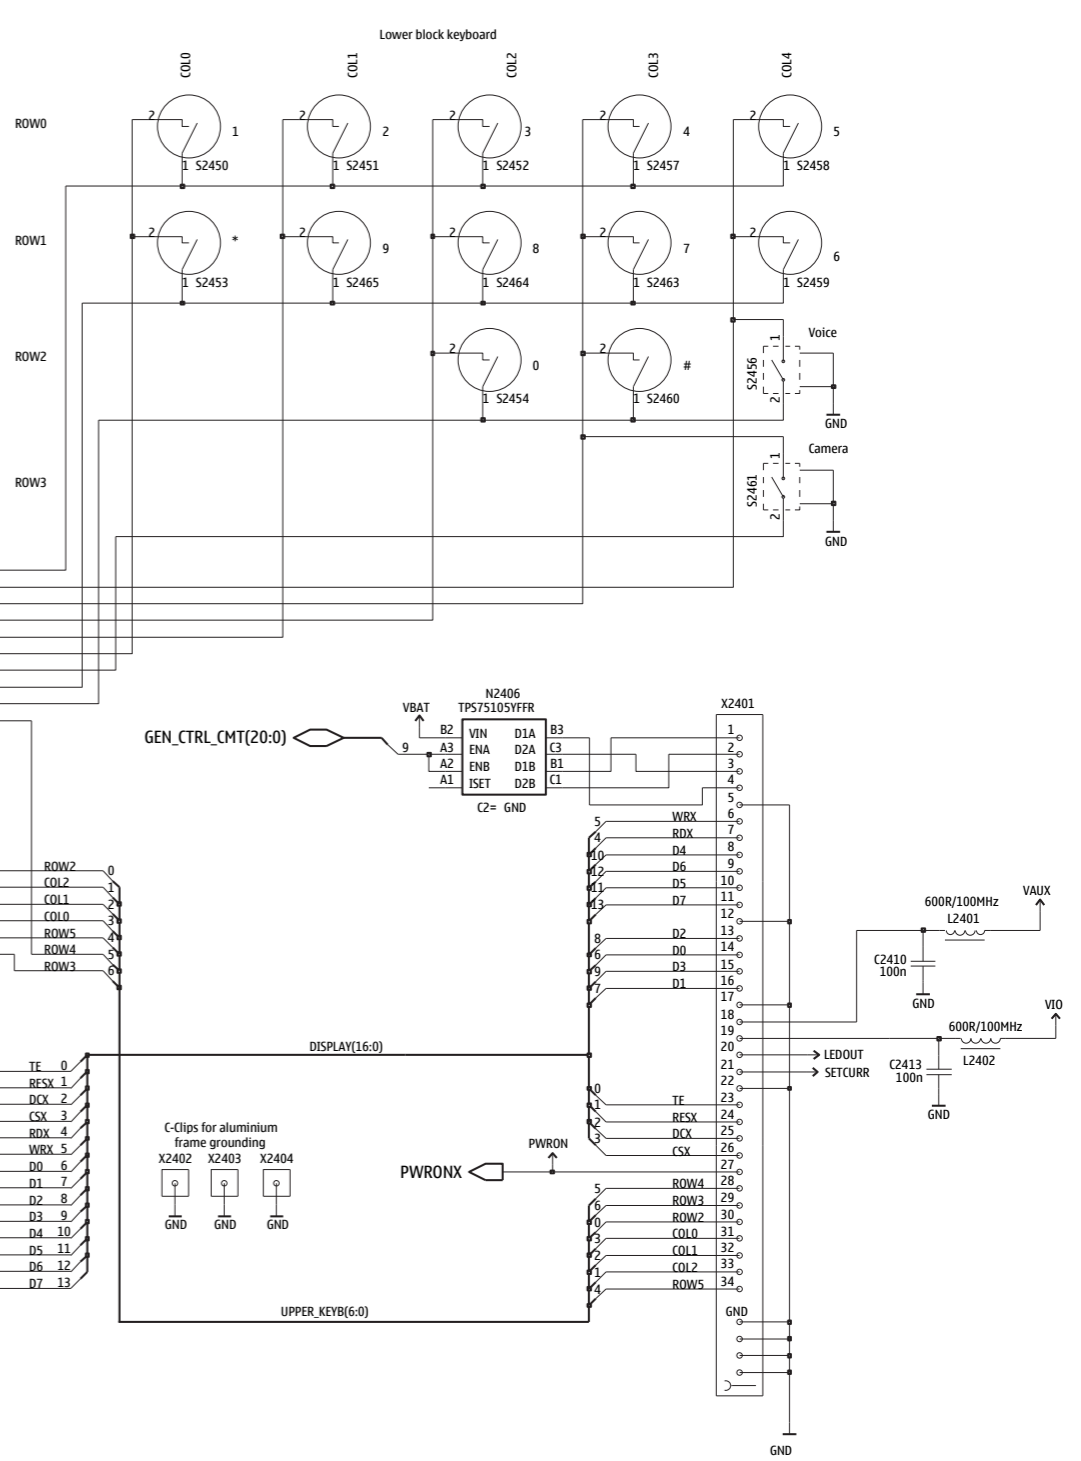 Lower block keyboard
COL0 COL1 COL2 COL3 COL4
ROW0
2 1 1 S2450
2 2 1 S2451
2 3 1 S2452
2 4 1 S2457
2 5 1 S2458
ROW1
2 * 1 S2453
2 9 1 S2465
2 8 1 S2464
2 7 1 S2463
2 6 1 S2459
ROW2
2 0 1 S2454
2 # 1 S2460
Voice
1 S2456 2
GND
ROW3
Camera
1 S2461 2
GND
N2406
TPS75105YFFR
VBAT
GEN_CTRL_CMT(20:0)
9
B2 VIN D1A B3
A3 ENA D2A C3
A2 ENB D1B B1
A1 ISET D2B C1
C2= GND
X2401
1
2
3
4
5
5 WRX 6
4 RDX 7
10 D4 8
12 D6 9
11 D5 10
13 D7 11
12
8 D2 13
6 D0 14
9 D3 15
7 D1 16
17
18
19
20 LEDOUT
21 SETCURR
22
0 TE 23
1 RESX 24
2 DCX 25
3 CSX 26
27
5 ROW4 28
6 ROW3 29
0 ROW2 30
3 COL0 31
2 COL1 32
1 COL2 33
4 ROW5 34
GND
GND
VAUX
600R/100MHz
L2401
C2410
100n
GND
VIO
600R/100MHz
L2402
C2413
100n
GND
ROW2 0
COL2 1
COL1 2
COL0 3
ROW5 4
ROW4 5
ROW3 6
DISPLAY(16:0)
TE 0
RESX 1
DCX 2
CSX 3
RDX 4
WRX 5
D0 6
D1 7
D2 8
D3 9
D4 10
D5 11
D6 12
D7 13
C-Clips for aluminium
frame grounding
X2402 X2403 X2404
GND GND GND
PWRON
PWRONX
UPPER_KEYB(6:0)